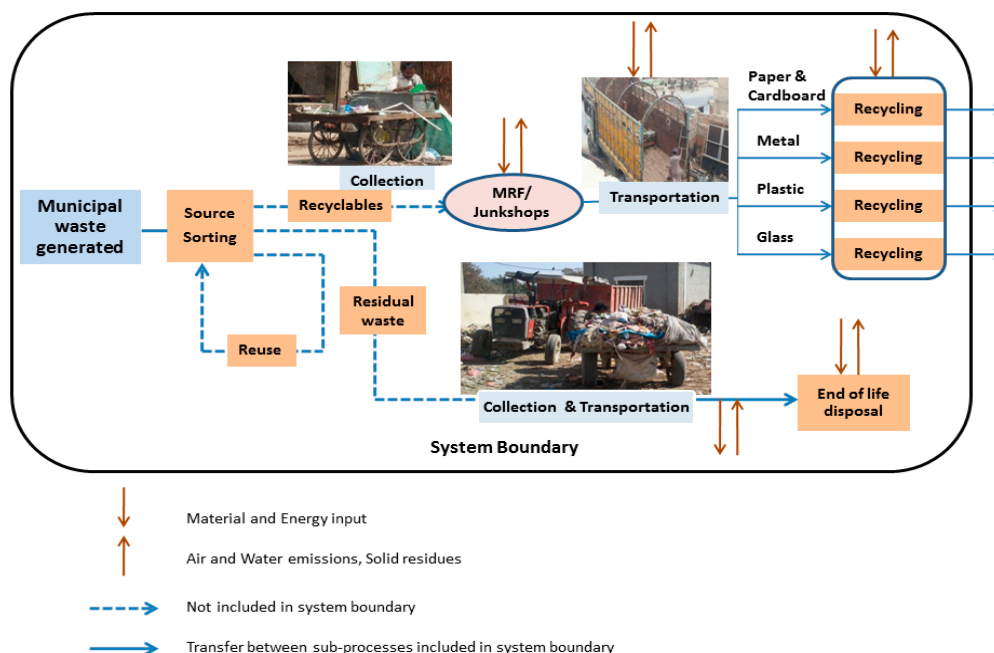 Municipal
waste
generated
Source
Sorting
Recyclables
Collection
MRF/
Junkshops
Transportation
Paper &
Cardboard
Recycling
Metal
Recycling
Plastic
Recycling
Glass
Recycling
Reuse
Residual
waste
Collection & Transportation
End of life
disposal
System Boundary
Material and Energy input
Air and Water emissions, Solid residues
Not included in system boundary
Transfer between sub-processes included in system boundary